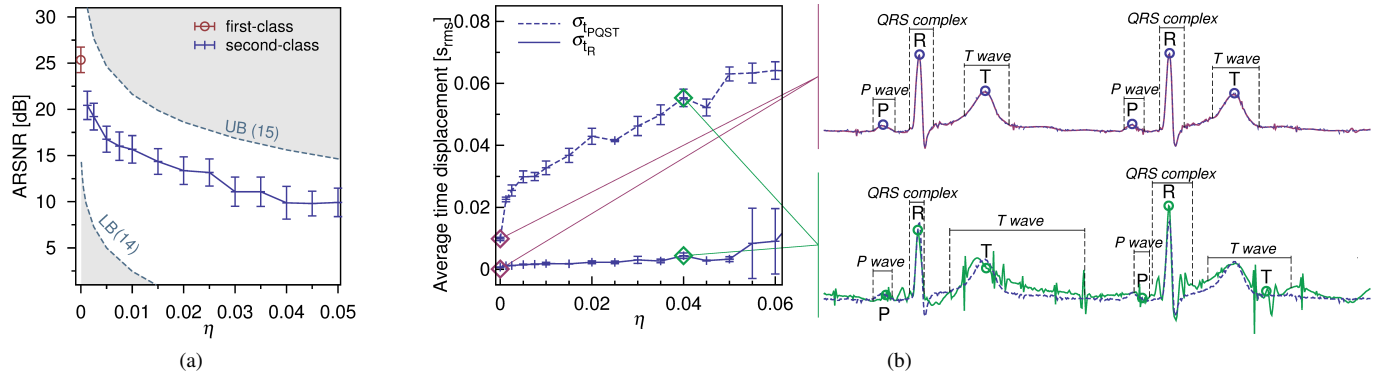 30
25
20
15
10
5
ARSNR [dB]
first-class
second-class
UB (15)
LB (14)
0
0.01
0.02
0.03
0.04
0.05
η
(a)
0.08
0.06
0.04
0.02
0
Average time displacement [s_rms]
σ_t_PQST
σ_t_R
0
0.02
0.04
0.06
η
QRS complex
R
T wave
T
P wave
P
QRS complex
R
T wave
T
P wave
P
QRS complex
R
T wave
T
P wave
P
QRS complex
R
P wave
T wave
P
T
(b)